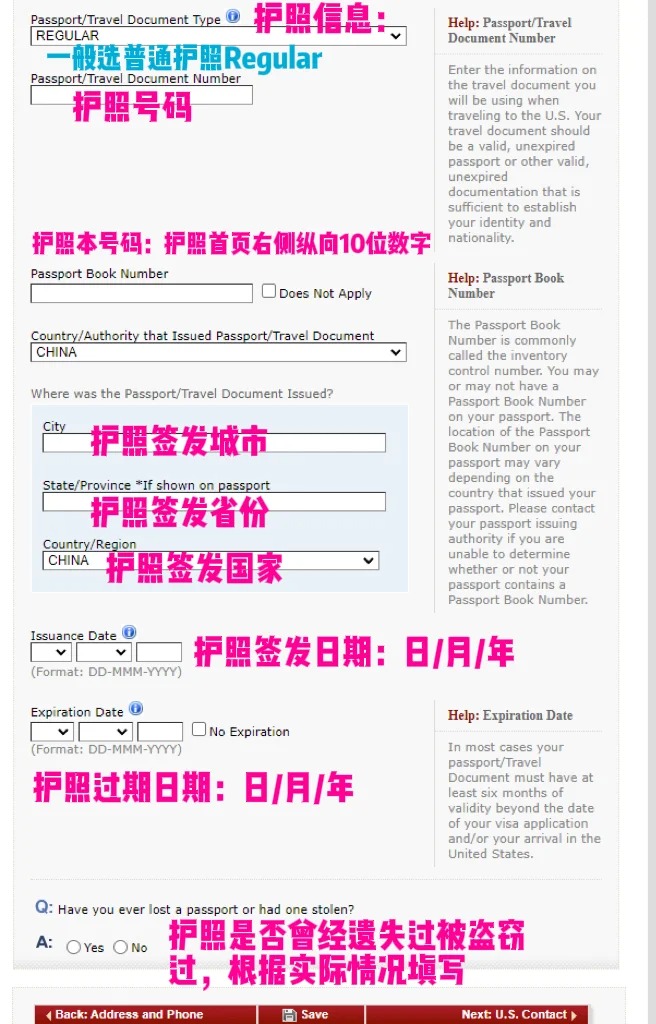 Passport/Travel Document Type
护照信息：
REGULAR
一般选普通护照Regular
Passport/Travel Document Number
护照号码
Help: Passport/Travel
Document Number
Enter the information on
the travel document you
will be using when
traveling to the U.S. Your
travel document should
be a valid, unexpired
passport or other valid,
unexpired
documentation that is
sufficient to establish
your identity and
nationality.
护照本号码：护照首页右侧纵向10位数字
Passport Book Number
Does Not Apply
Help: Passport Book
Number
The Passport Book
Number is commonly
called the inventory
control number. You may
or may not have a
Passport Book Number
on your passport. The
location of the Passport
Book Number on your
passport may vary
depending on the
country that issued your
passport. Please contact
your passport issuing
authority if you are
unable to determine
whether or not your
passport contains a
Passport Book Number.
Country/Authority that Issued Passport/Travel Document
CHINA
Where was the Passport/Travel Document Issued?
City
护照签发城市
State/Province *If shown on passport
护照签发省份
Country/Region
CHINA
护照签发国家
Issuance Date
护照签发日期：日/月/年
(Format: DD-MMM-YYYY)
Expiration Date
No Expiration
(Format: DD-MMM-YYYY)
护照过期日期：日/月/年
Help: Expiration Date
In most cases your
passport/Travel
Document must have at
least six months of
validity beyond the date
of your visa application
and/or your arrival in the
United States.
Q: Have you ever lost a passport or had one stolen?
A: Yes No
护照是否曾经遗失过被盗窃
过，根据实际情况填写
Back: Address and Phone
Save
Next: U.S. Contact